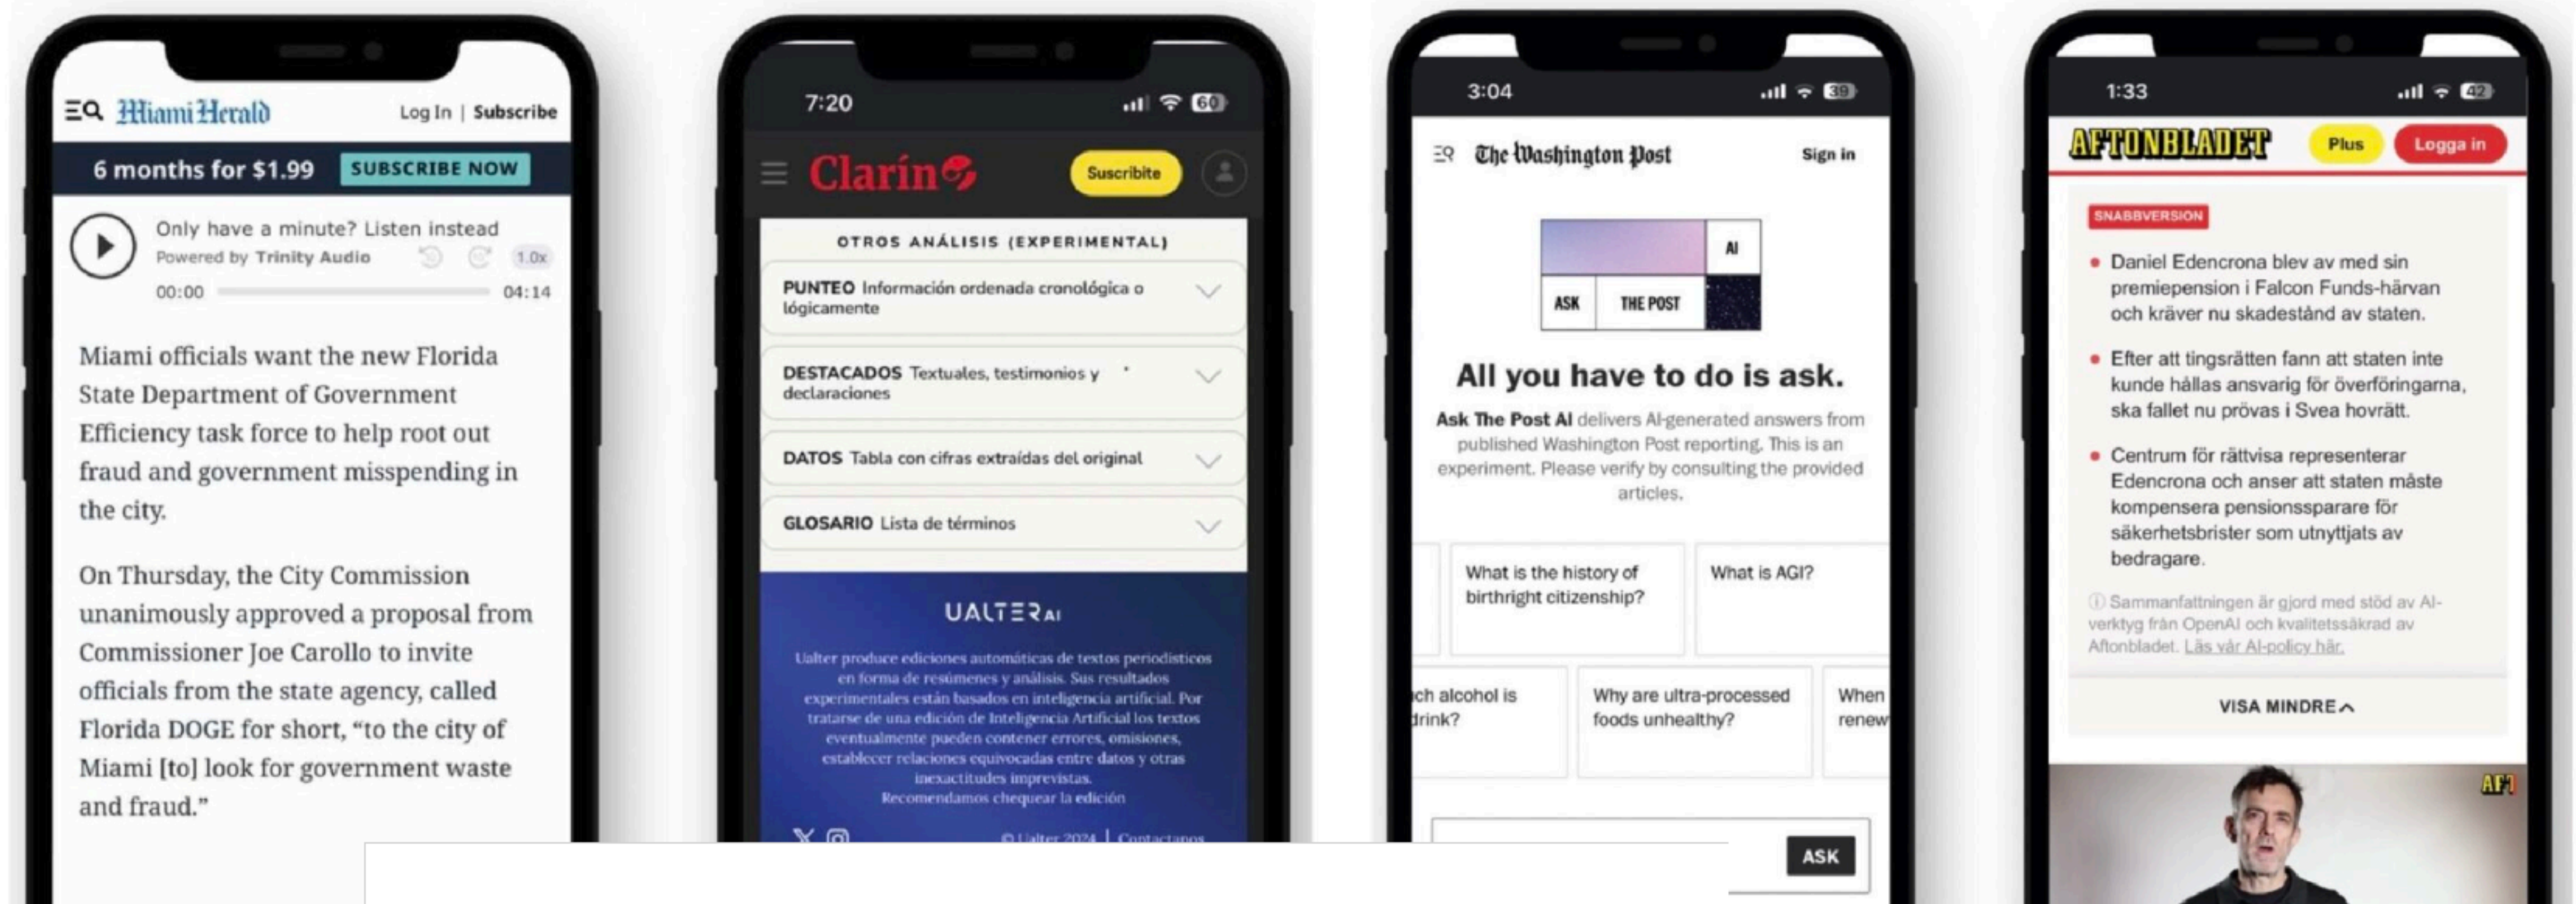 Miami Herald
Log In | Subscribe
6 months for $1.99
SUBSCRIBE NOW
Only have a minute? Listen instead
Powered by Trinity Audio
1.0x
00:00
04:14
Miami officials want the new Florida
State Department of Government
Efficiency task force to help root out
fraud and government misspending in
the city.
On Thursday, the City Commission
unanimously approved a proposal from
Commissioner Joe Carollo to invite
officials from the state agency, called
Florida DOGE for short, “to the city of
Miami [to] look for government waste
and fraud.”
7:20
60
Clarín
Suscribite
OTROS ANÁLISIS (EXPERIMENTAL)
PUNTEO Información ordenada cronológica o
lógicamente
DESTACADOS Textuales, testimonios y
declaraciones
DATOS Tabla con cifras extraídas del original
GLOSARIO Lista de términos
UALTER AI
Ualter produce ediciones automáticas de textos periodísticos
en forma de resúmenes y análisis. Sus resultados
experimentales están basados en inteligencia artificial. Por
tratarse de una edición de Inteligencia Artificial los textos
eventualmente pueden contener errores, omisiones,
establecer relaciones equivocadas entre datos y otras
inexactitudes imprevistas.
Recomendamos chequear la edición
© Ualter 2024 | Contactanos
3:04
39
The Washington Post
Sign in
AI
ASK
THE POST
All you have to do is ask.
Ask The Post AI delivers AI-generated answers from
published Washington Post reporting. This is an
experiment. Please verify by consulting the provided
articles.
What is the history of
birthright citizenship?
What is AGI?
ch alcohol is
drink?
Why are ultra-processed
foods unhealthy?
When
renew
ASK
1:33
42
AFTONBLADET
Plus
Logga in
SNABBVERSION
Daniel Edencrona blev av med sin
premiepension i Falcon Funds-härvan
och kräver nu skadestånd av staten.
Efter att tingsrätten fann att staten inte
kunde hållas ansvarig för överföringarna,
ska fallet nu prövas i Svea hovrätt.
Centrum för rättvisa representerar
Edencrona och anser att staten måste
kompensera pensionssparare för
säkerhetsbrister som utnyttjats av
bedragare.
Sammanfattningen är gjord med stöd av AI-
verktyg från OpenAI och kvalitetssäkrad av
Aftonbladet. Läs vår AI-policy här.
VISA MINDRE
AFT